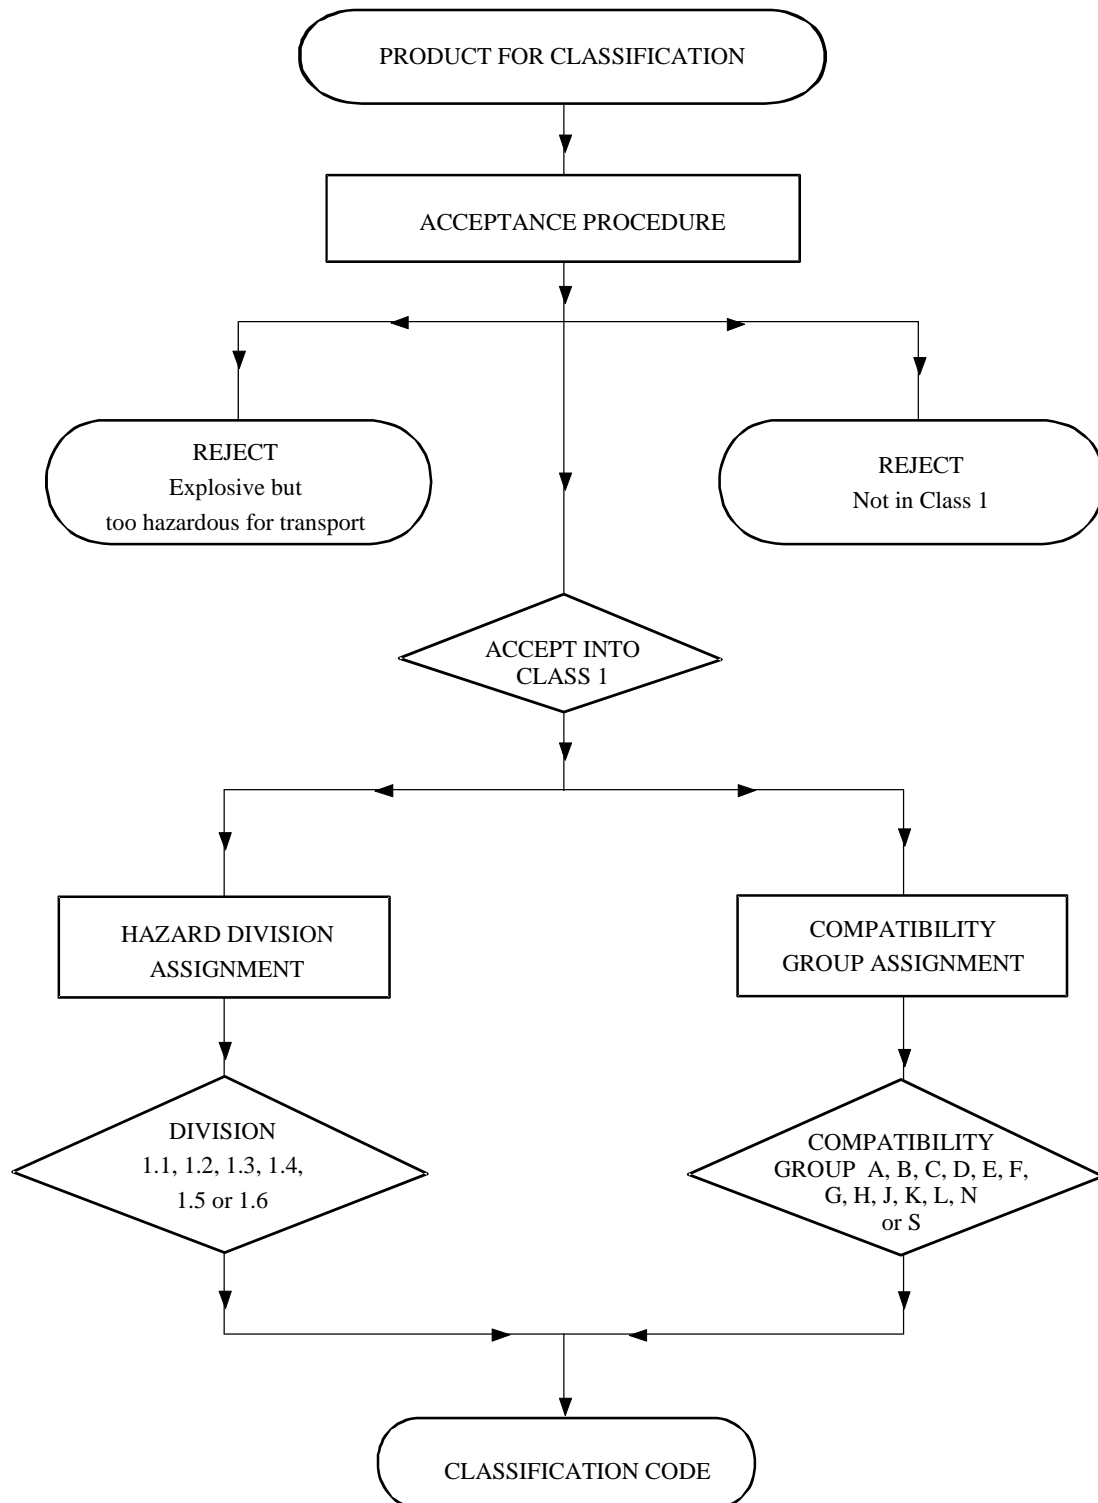 PRODUCT FOR CLASSIFICATION
ACCEPTANCE PROCEDURE
REJECT
Explosive but
too hazardous for transport
REJECT
Not in Class 1
ACCEPT INTO
CLASS 1
HAZARD DIVISION
ASSIGNMENT
COMPATIBILITY
GROUP ASSIGNMENT
DIVISION
1.1, 1.2, 1.3, 1.4,
1.5 or 1.6
COMPATIBILITY
GROUP A, B, C, D, E, F,
G, H, J, K, L, N
or S
CLASSIFICATION CODE